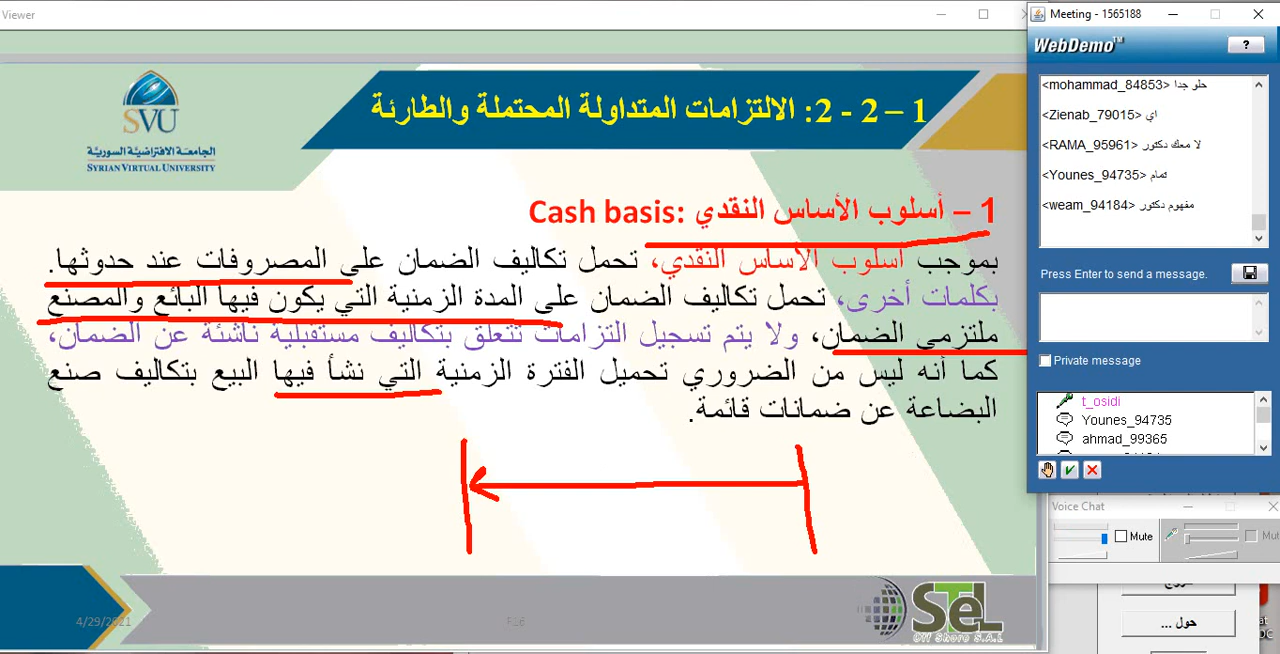 Viewer
1 – 2 - 2: الالتزامات المتداولة المحتملة والطارئة
SVU
الجامعة الافتراضية السورية
SYRIAN VIRTUAL UNIVERSITY
1 – أسلوب الأساس النقدي :Cash basis
بموجب أسلوب الأساس النقدي، تحمل تكاليف الضمان على المصروفات عند حدوثها.
بكلمات أخرى، تحمل تكاليف الضمان على المدة الزمنية التي يكون فيها البائع والمصنع
ملتزمي الضمان، ولا يتم تسجيل التزامات تتعلق بتكاليف مستقبلية ناشئة عن الضمان،
كما أنه ليس من الضروري تحميل الفترة الزمنية التي نشأ فيها البيع بتكاليف صنع
البضاعة عن ضمانات قائمة.
4/29/2021
F16
STeL
Off Shore S.A.L
Meeting - 1565188
WebDemo™
?
<mohammad_84853> حلو جدا
<Zienab_79015> اي
<RAMA_95961> لا معك دكتور
<Younes_94735> تمام
<weam_94184> مفهوم دكتور
Press Enter to send a message.
Private message
t_osidi
Younes_94735
ahmad_99365
Voice Chat
Mute
Mut
حول ...